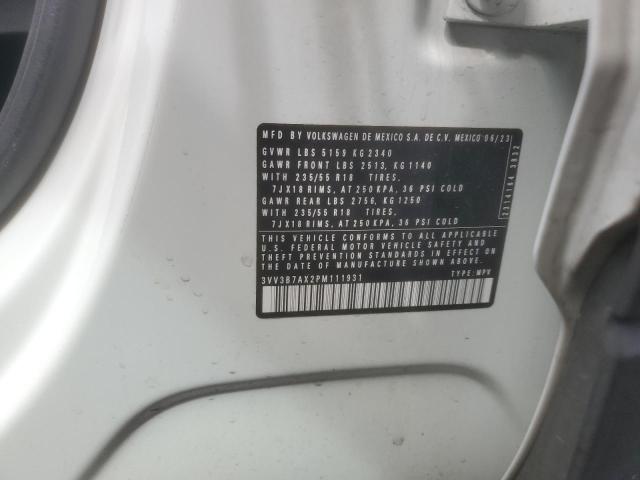 MFD BY VOLKSWAGEN DE MEXICO S.A. DE C.V. MEXICO 06/23
GVWR LBS 5159 KG 2340
GAWR FRONT LBS 2513, KG 1140
WITH 235/55 R18 TIRES,
7JX18 RIMS, AT 250 KPA, 36 PSI COLD
GAWR REAR LBS 2756, KG 1250
WITH 235/55 R18 TIRES,
7JX18 RIMS, AT 250 KPA, 36 PSI COLD
THIS VEHICLE CONFORMS TO ALL APPLICABLE
U.S. FEDERAL MOTOR VEHICLE SAFETY AND
THEFT PREVENTION STANDARDS IN EFFECT ON
THE DATE OF MANUFACTURE SHOWN ABOVE.
3VV3B7AX2PM111931 TYPE: MPV
2314164 3832